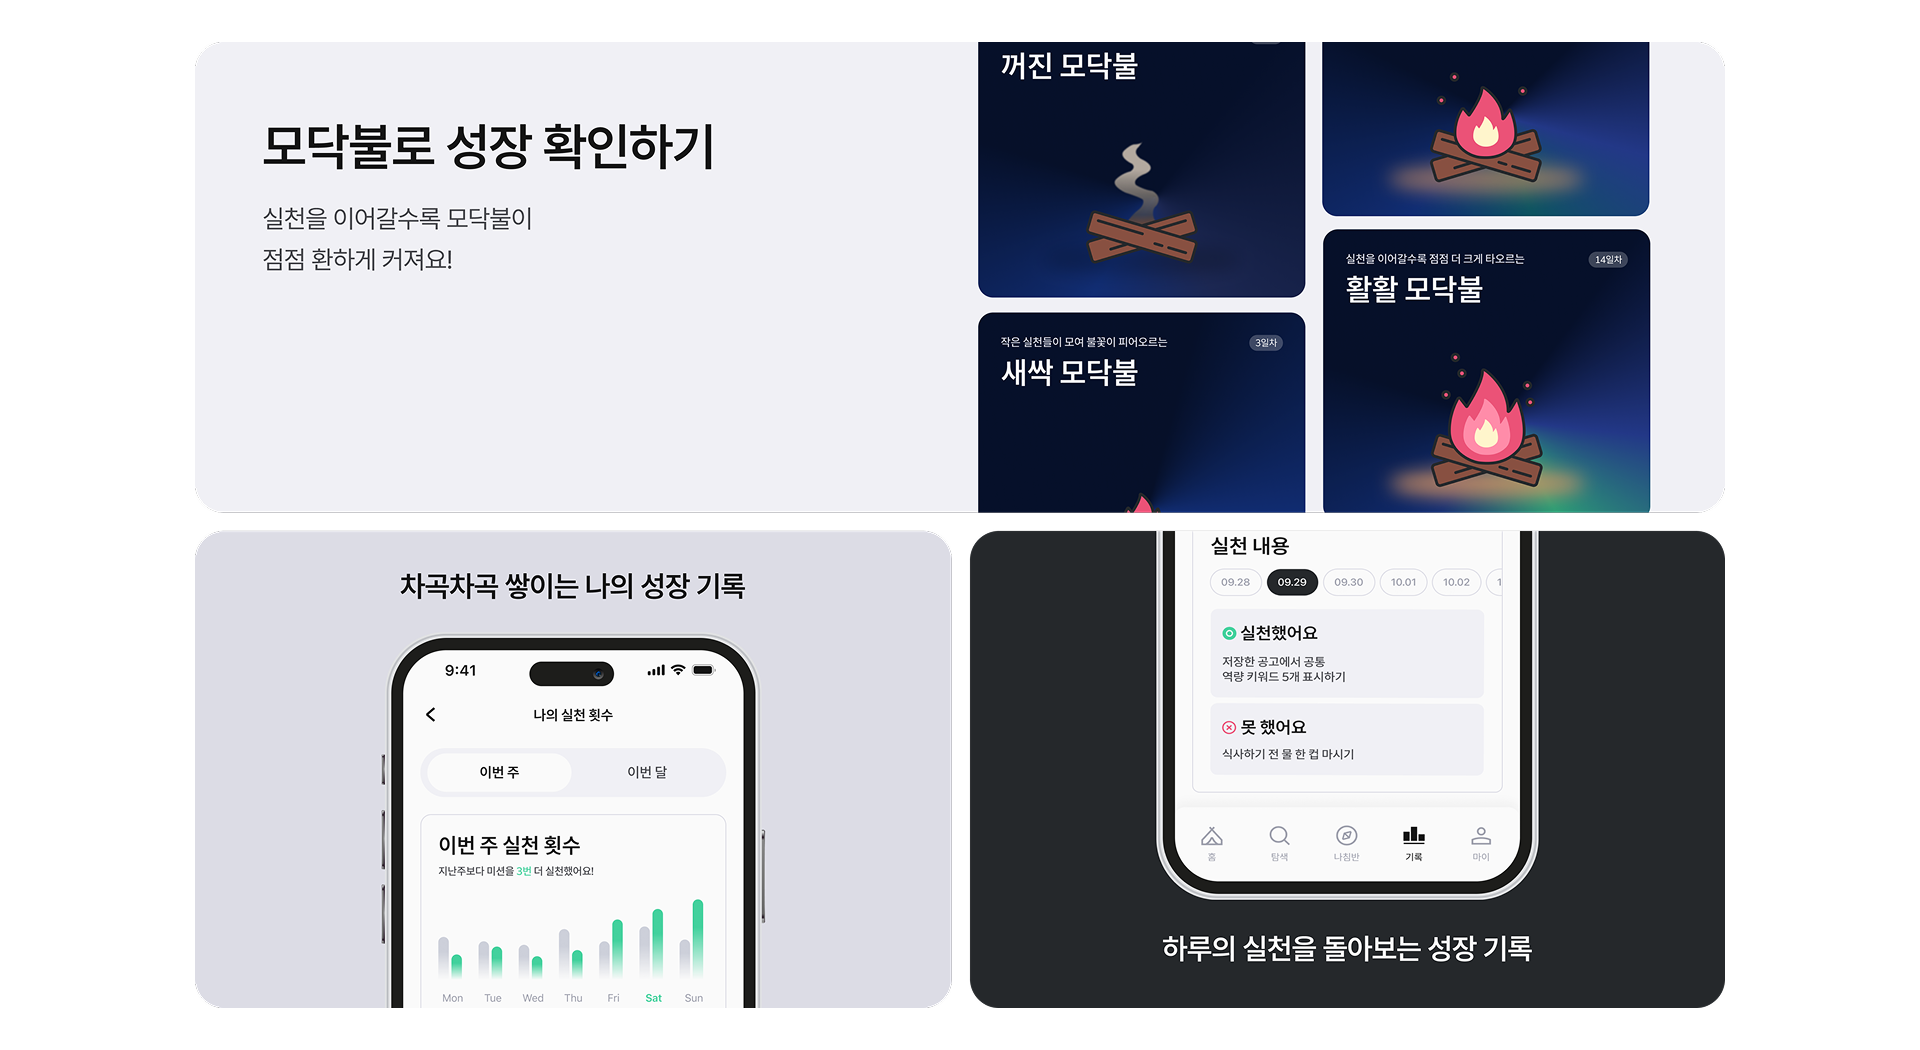 모닥불로 성장 확인하기
실천을 이어갈수록 모닥불이
점점 환하게 커져요!
꺼진 모닥불
작은 실천들이 모여 불꽃이 피어오르는
3일차
새싹 모닥불
실천을 이어갈수록 점점 더 크게 타오르는
14일차
활활 모닥불
차곡차곡 쌓이는 나의 성장 기록
9:41
나의 실천 횟수
이번 주
이번 달
이번 주 실천 횟수
지난주보다 미션을 3번 더 실천했어요!
Mon Tue Wed Thu Fri Sat Sun
실천 내용
09.28 09.29 09.30 10.01 10.02 1
실천했어요
저장한 공고에서 공통
역량 키워드 5개 표시하기
못 했어요
식사하기 전 물 한 컵 마시기
홈 탐색 나침반 기록 마이
하루의 실천을 돌아보는 성장 기록